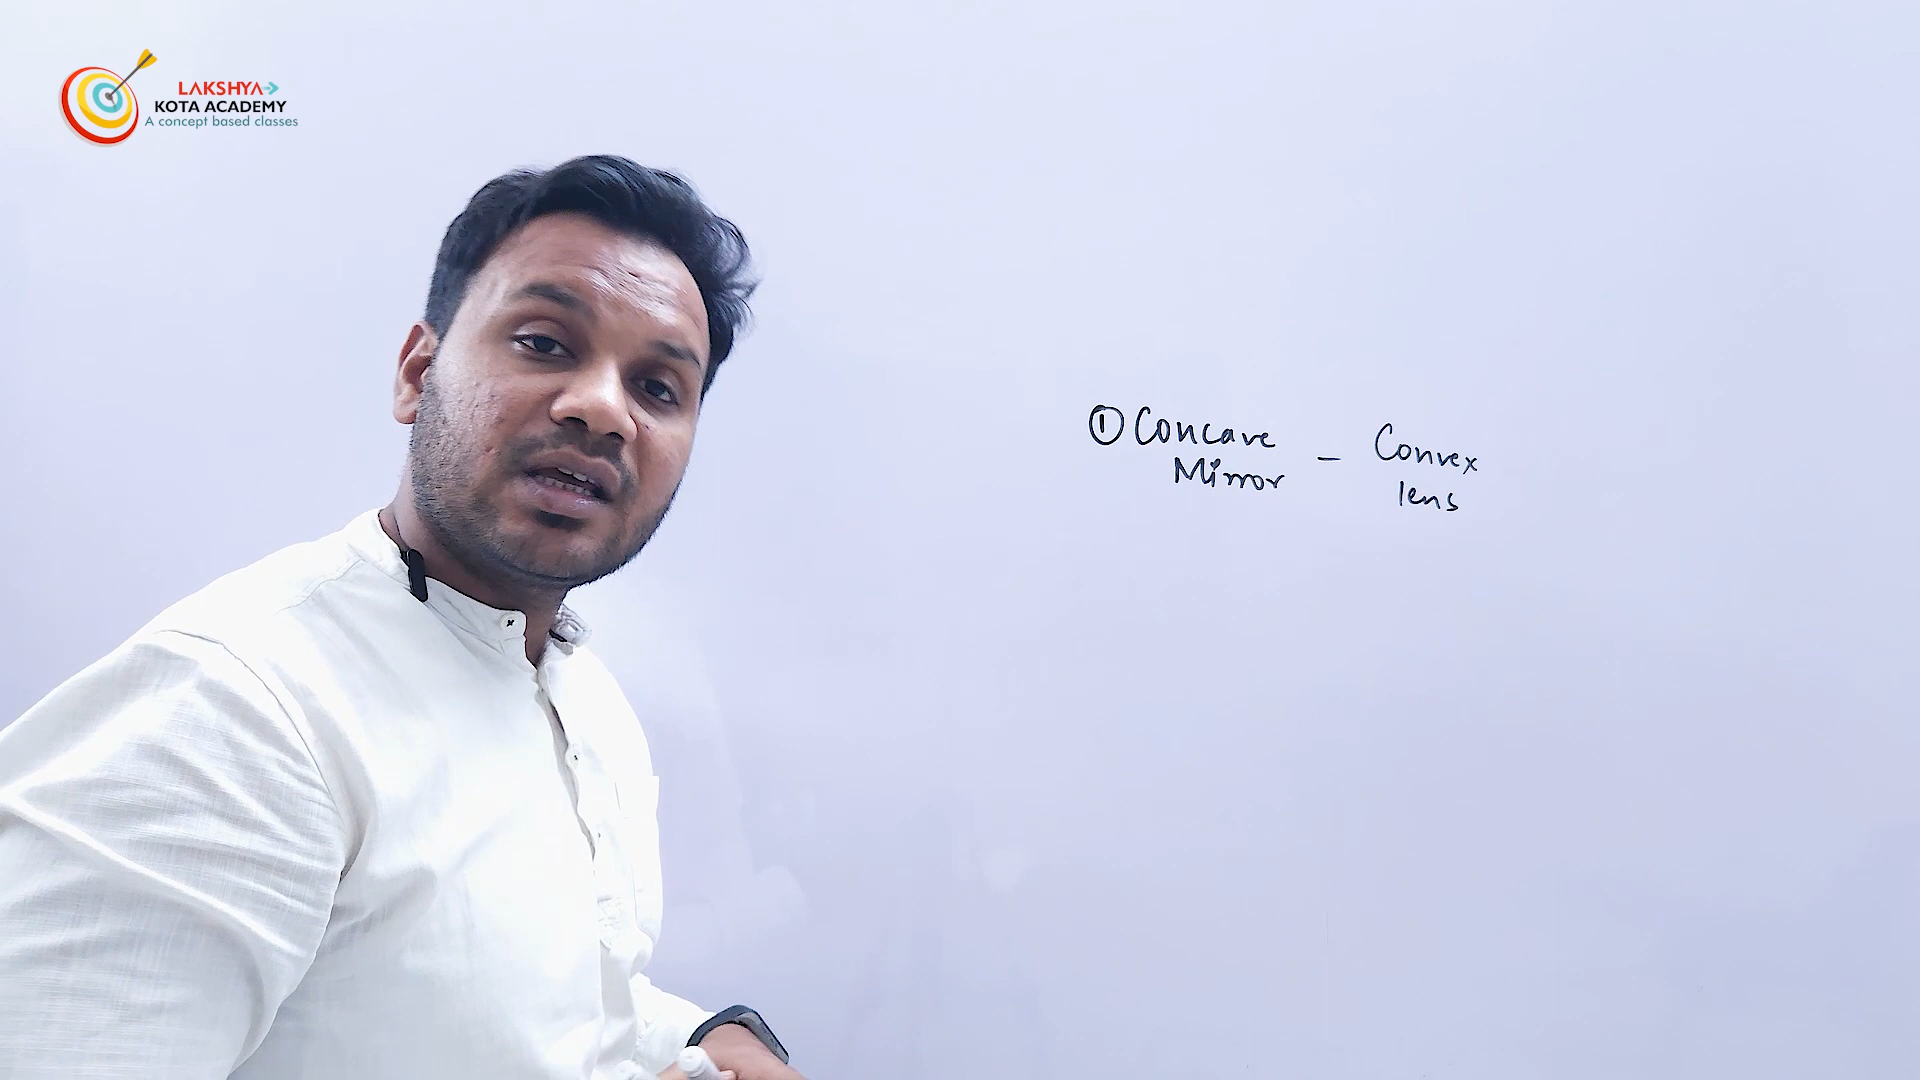 LAKSHYA
KOTA ACADEMY
A concept based classes
① Concave – Convex
Mirror lens